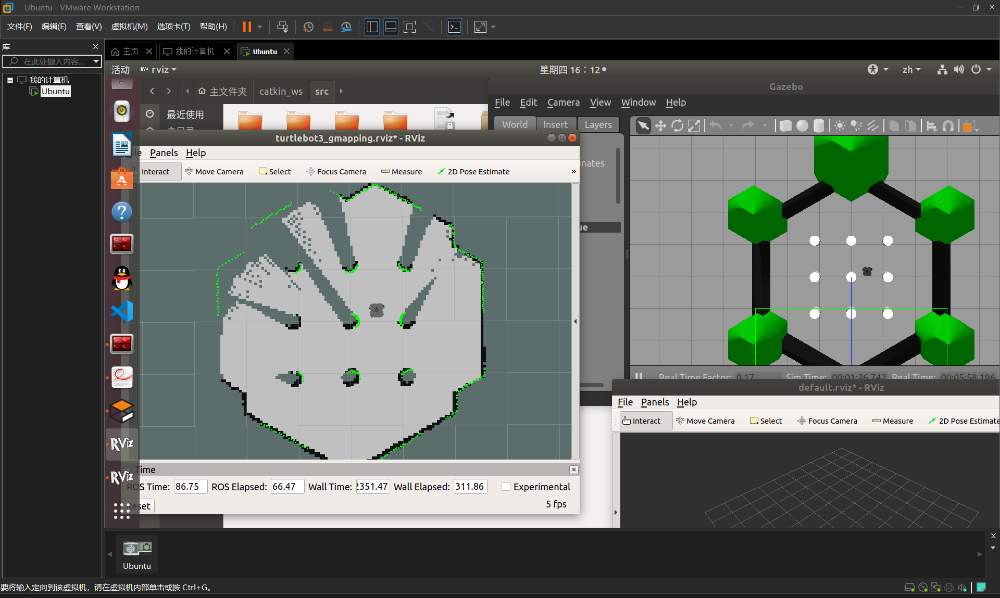 Ubuntu - VMware Workstation
文件(F) 编辑(E) 查看(V) 虚拟机(M) 选项卡(T) 帮助(H)
库
在此处键入内容...
我的计算机
Ubuntu
主页 我的计算机 Ubuntu
活动 RViz rviz 星期四 16：12 zh
主文件夹 catkin_ws src
最近使用
Gazebo
File Edit Camera View Window Help
World Insert Layers
inates
ue
turtlebot3_gmapping.rviz* - RViz
ile Panels Help
Interact Move Camera Select Focus Camera Measure 2D Pose Estimate »
Real Time Factor: 0.17 Sim Time: 00:01:26.742 Real Time: 00:05:58.196
default.rviz* - RViz
File Panels Help
Interact Move Camera Select Focus Camera Measure 2D Pose Estimate
RViz
RViz
Time
ROS Time: 86.75 ROS Elapsed: 66.47 Wall Time: 2351.47 Wall Elapsed: 311.86 Experimental
eset 5 fps
Ubuntu
要将输入定向到该虚拟机，请在虚拟机内部单击或按 Ctrl+G。